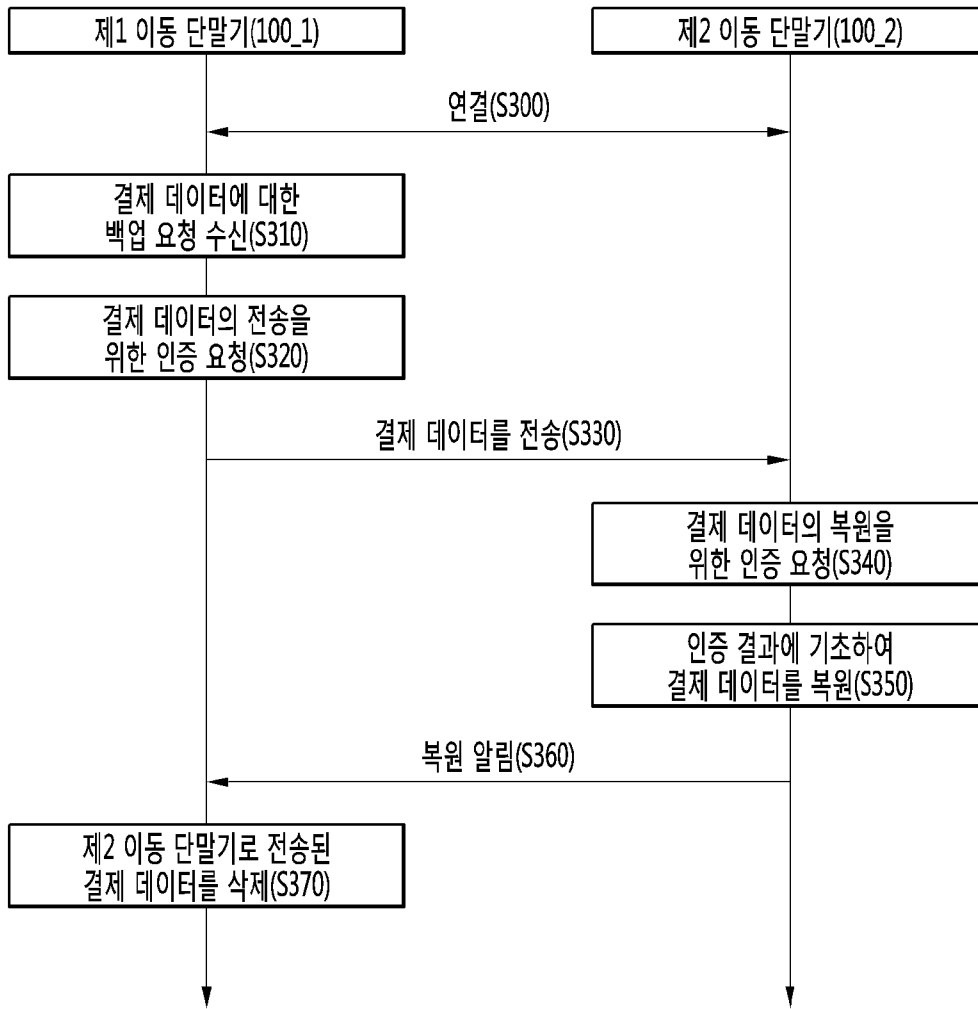 제1 이동 단말기(100_1)
제2 이동 단말기(100_2)
연결(S300)
결제 데이터에 대한
백업 요청 수신(S310)
결제 데이터의 전송을
위한 인증 요청(S320)
결제 데이터를 전송(S330)
결제 데이터의 복원을
위한 인증 요청(S340)
인증 결과에 기초하여
결제 데이터를 복원(S350)
복원 알림(S360)
제2 이동 단말기로 전송된
결제 데이터를 삭제(S370)